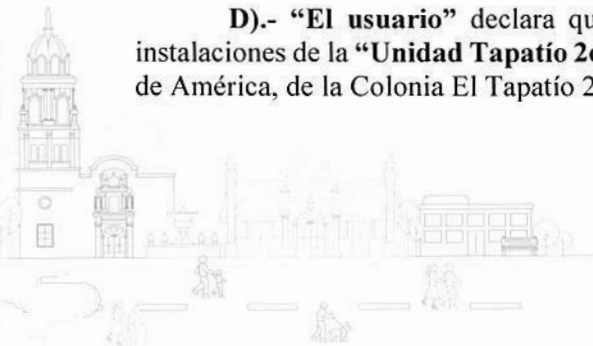 D).- “El usuario” declara qu
instalaciones de la “Unidad Tapatío 2
de América, de la Colonia El Tapatío 2